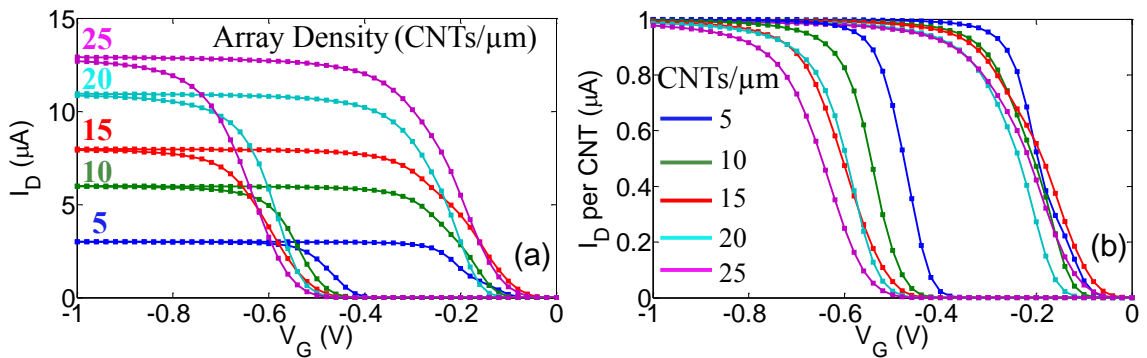 15
10
5
0
I_D (μA)
25
20
15
10
5
Array Density (CNTs/μm)
(a)
-1 -0.8 -0.6 -0.4 -0.2 0
V_G (V)
1
0.8
0.6
0.4
0.2
0
I_D per CNT (μA)
CNTs/μm
5
10
15
20
25
(b)
-1 -0.8 -0.6 -0.4 -0.2 0
V_G (V)